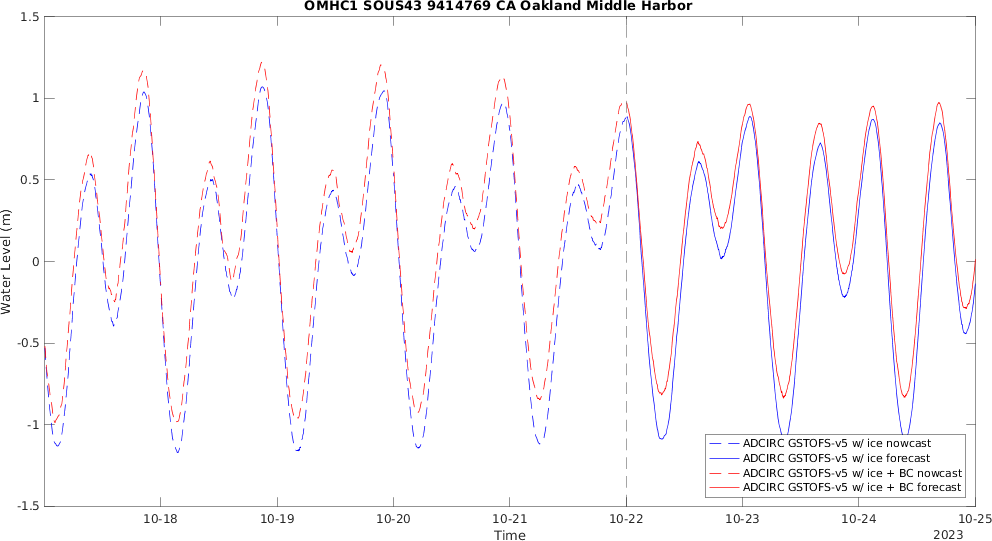 OMHC1 SOUS43 9414769 CA Oakland Middle Harbor
1.5
1
0.5
0
-0.5
-1
-1.5
Water Level (m)
ADCIRC GSTOFS-v5 w/ ice nowcast
ADCIRC GSTOFS-v5 w/ ice forecast
ADCIRC GSTOFS-v5 w/ ice + BC nowcast
ADCIRC GSTOFS-v5 w/ ice + BC forecast
10-18 10-19 10-20 10-21 10-22 10-23 10-24 10-25
Time
2023